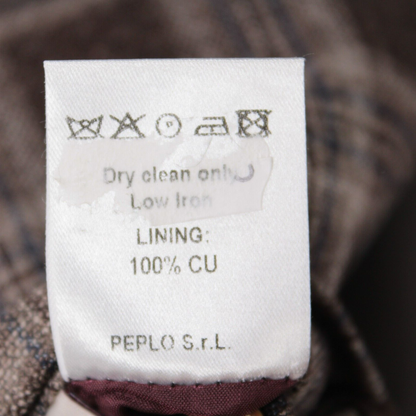 Dry clean only
Low Iron
LINING:
100% CU
PEPLO S.r.L.